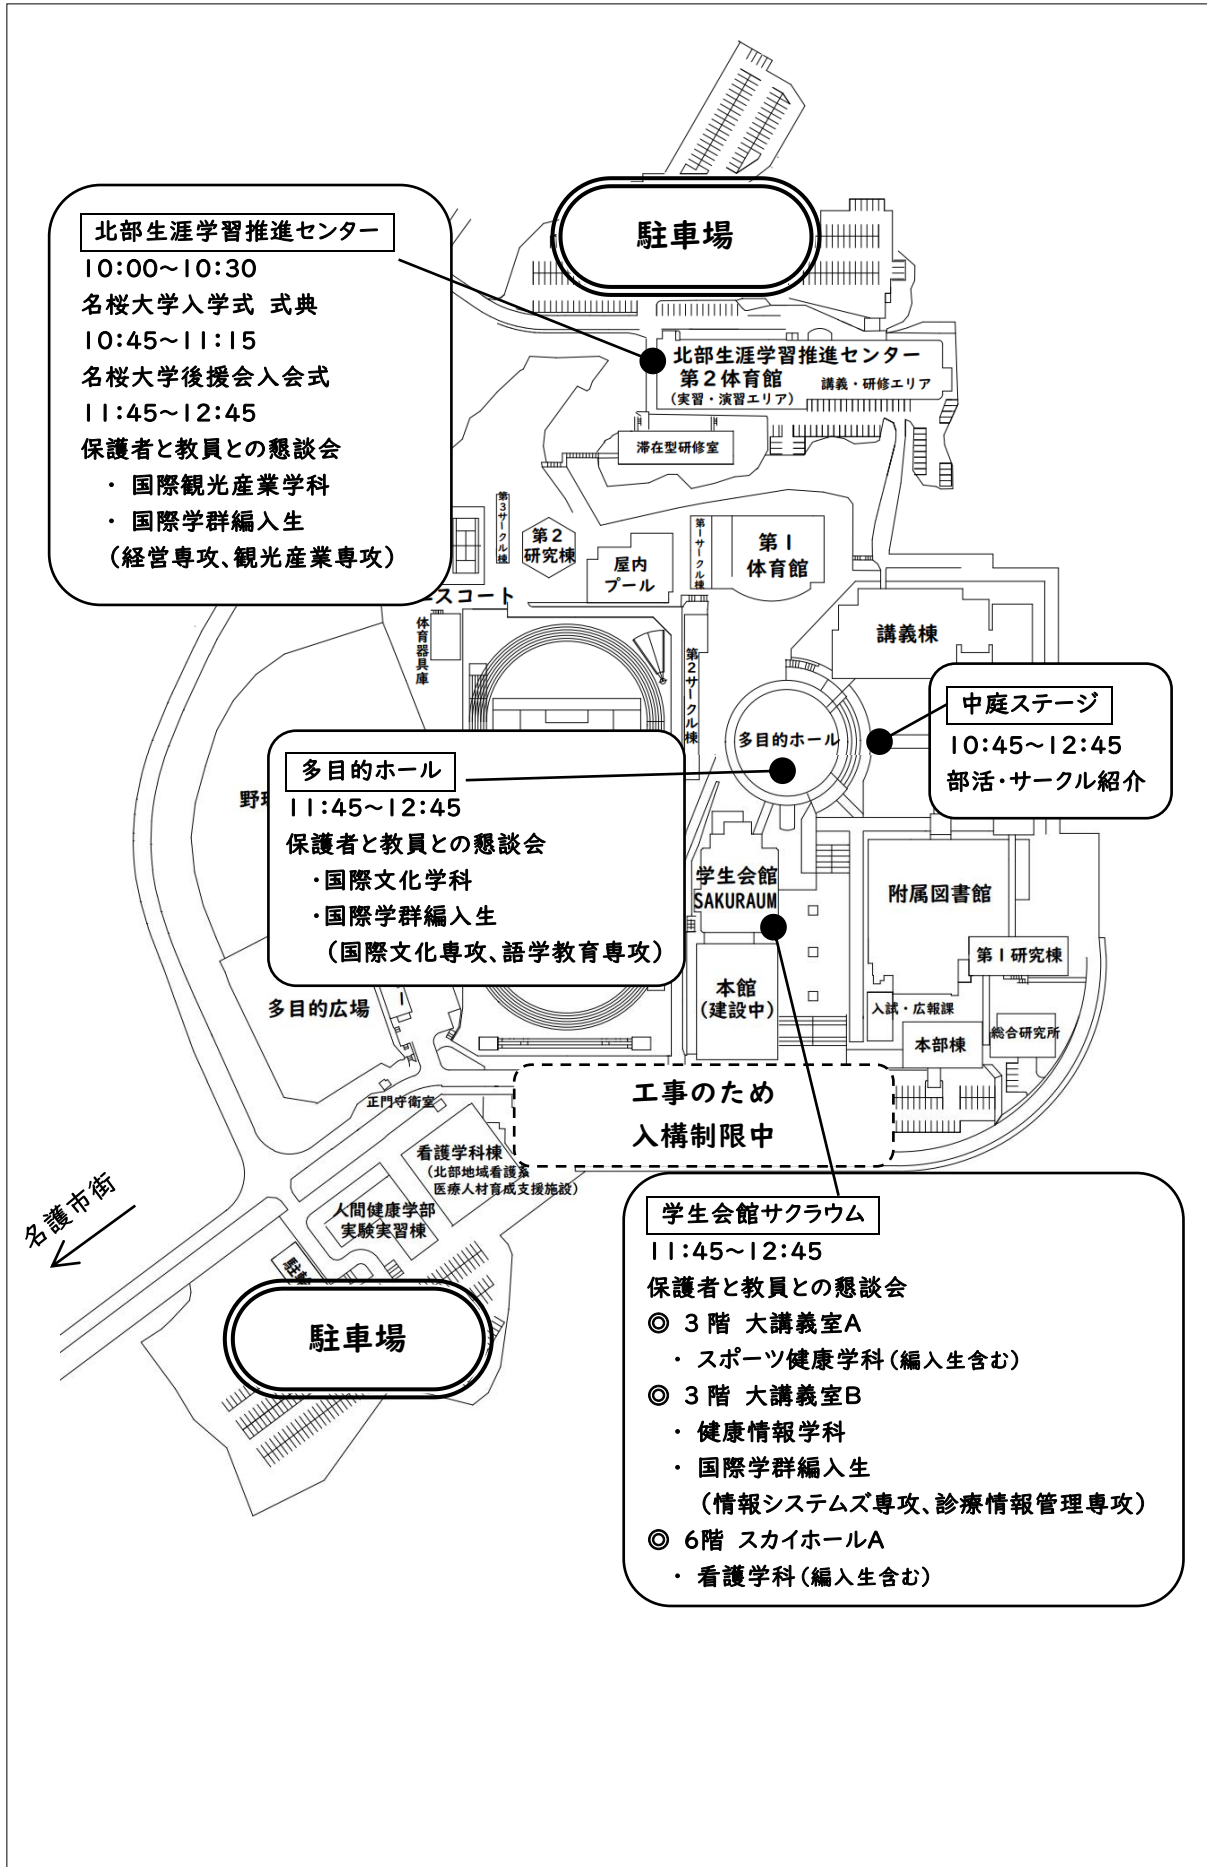 駐車場
北部生涯学習推進センター
10:00~10:30
名桜大学入学式 式典
10:45~11:15
名桜大学後援会入会式
11:45~12:45
保護者と教員との懇談会
・ 国際観光産業学科
・ 国際学群編入生
（経営専攻、観光産業専攻）
北部生涯学習推進センター
第2体育館
講義・研修エリア
（実習・演習エリア）
滞在型研修室
第3サークル棟
第2
研究棟
屋内
プール
第1サークル棟
第1
体育館
スコート
体育器具庫
第2サークル棟
講義棟
多目的ホール
中庭ステージ
10:45~12:45
部活・サークル紹介
野
多目的ホール
11:45~12:45
保護者と教員との懇談会
・国際文化学科
・国際学群編入生
（国際文化専攻、語学教育専攻）
学生会館
SAKURAUM
附属図書館
第1研究棟
本館
（建設中）
入試・広報課
本部棟
総合研究所
多目的広場
ー
正門守衛室
工事のため
入構制限中
看護学科棟
（北部地域看護系
医療人材育成支援施設）
人間健康学部
実験実習棟
名護市街
駐
駐車場
学生会館サクラウム
11:45~12:45
保護者と教員との懇談会
◎ 3階 大講義室A
・ スポーツ健康学科（編入生含む）
◎ 3階 大講義室B
・ 健康情報学科
・ 国際学群編入生
（情報システムズ専攻、診療情報管理専攻）
◎ 6階 スカイホールA
・ 看護学科（編入生含む）